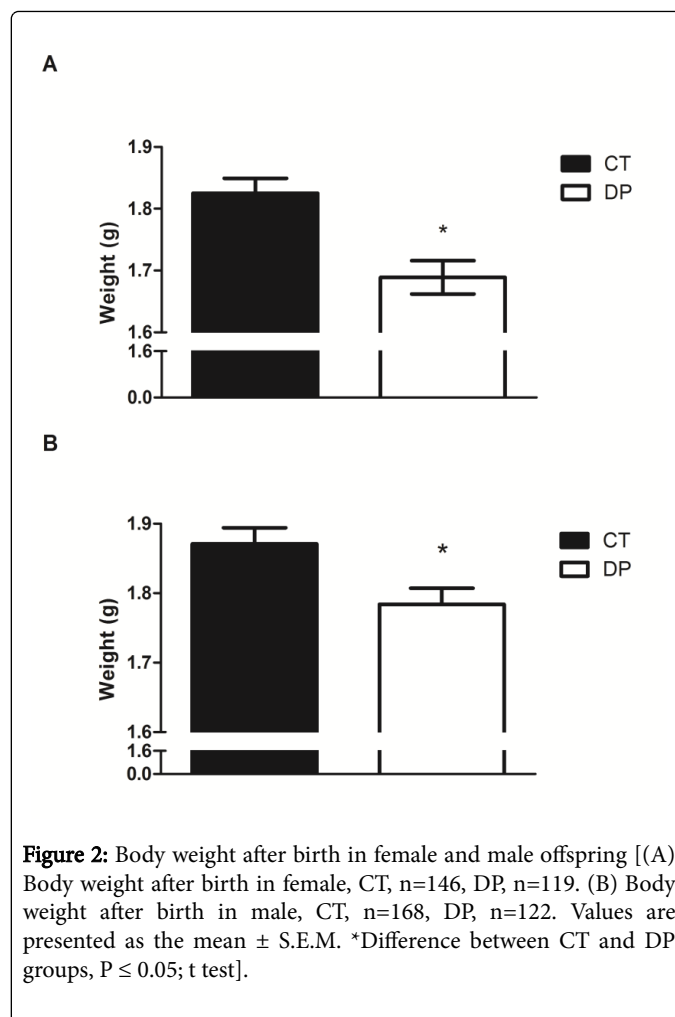 A
1.9
1.8
1.7
1.6
1.6
0.0
Weight (g)
*
CT
DP
B
1.9
1.8
1.7
1.6
1.6
0.0
Weight (g)
*
CT
DP
Figure 2: Body weight after birth in female and male offspring [(A)
Body weight after birth in female, CT, n=146, DP, n=119. (B) Body
weight after birth in male, CT, n=168, DP, n=122. Values are
presented as the mean ± S.E.M. *Difference between CT and DP
groups, P ≤ 0.05; t test].